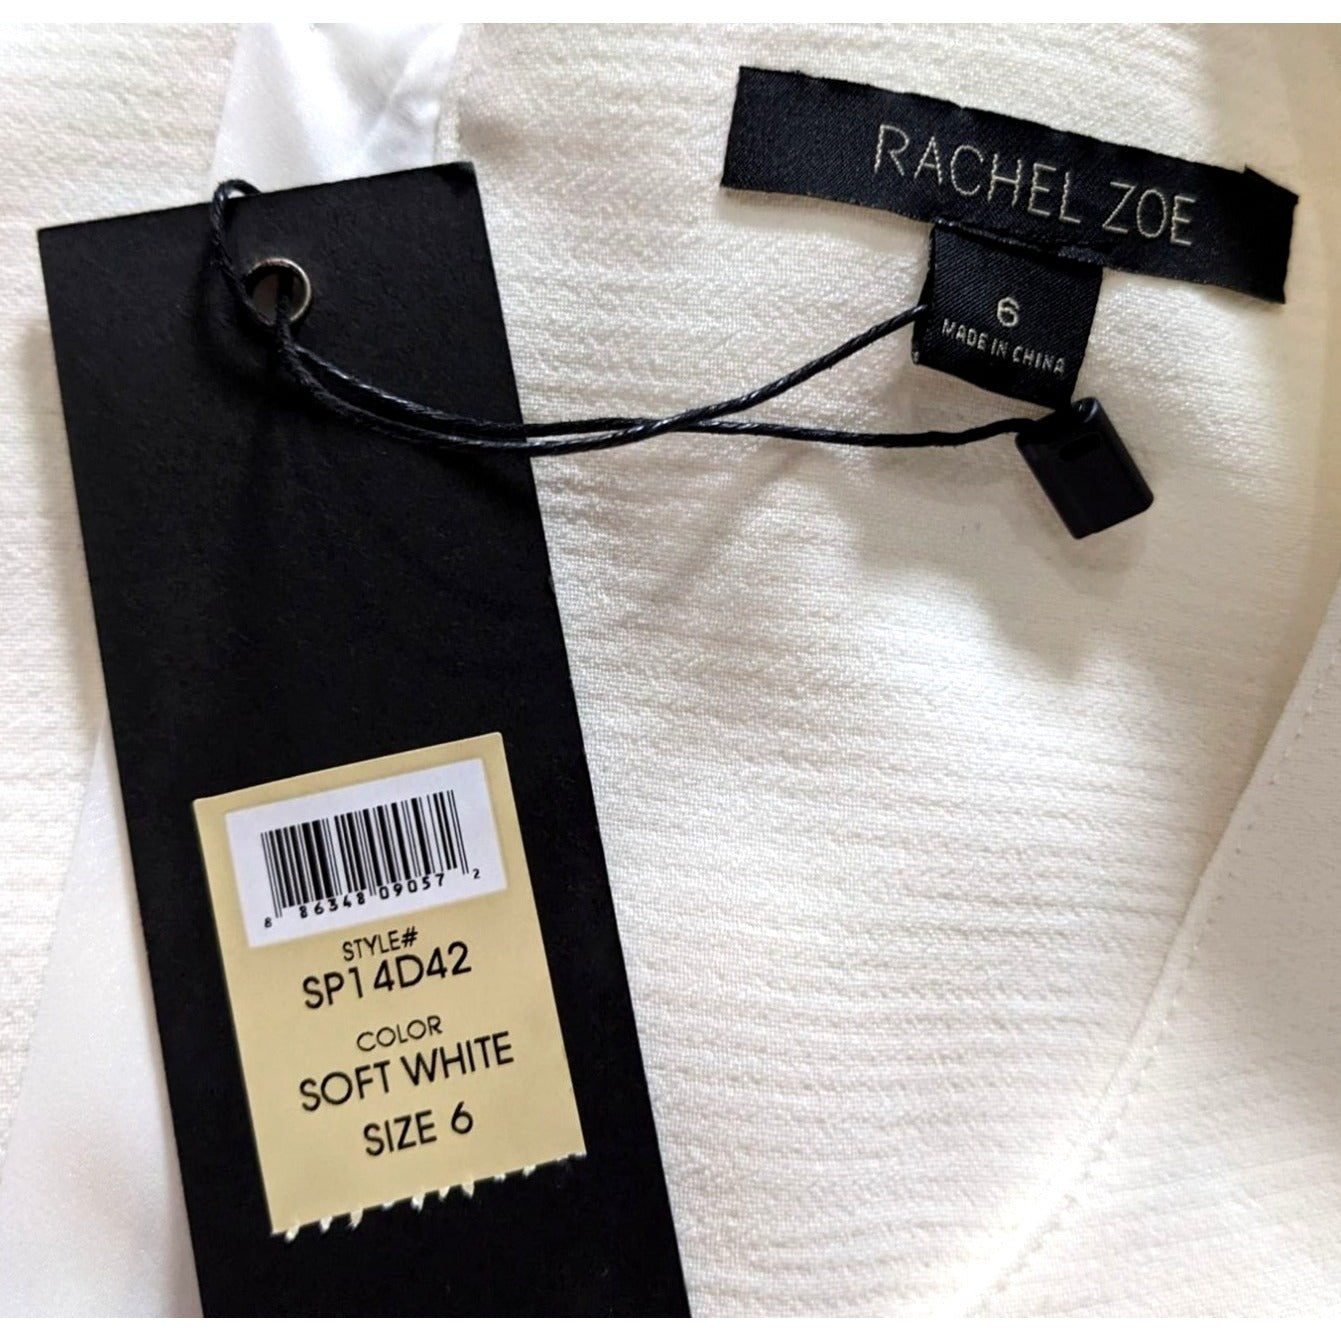 RACHEL ZOE
6
MADE IN CHINA
8 86348 09057 2
STYLE#
SP14D42
COLOR
SOFT WHITE
SIZE 6